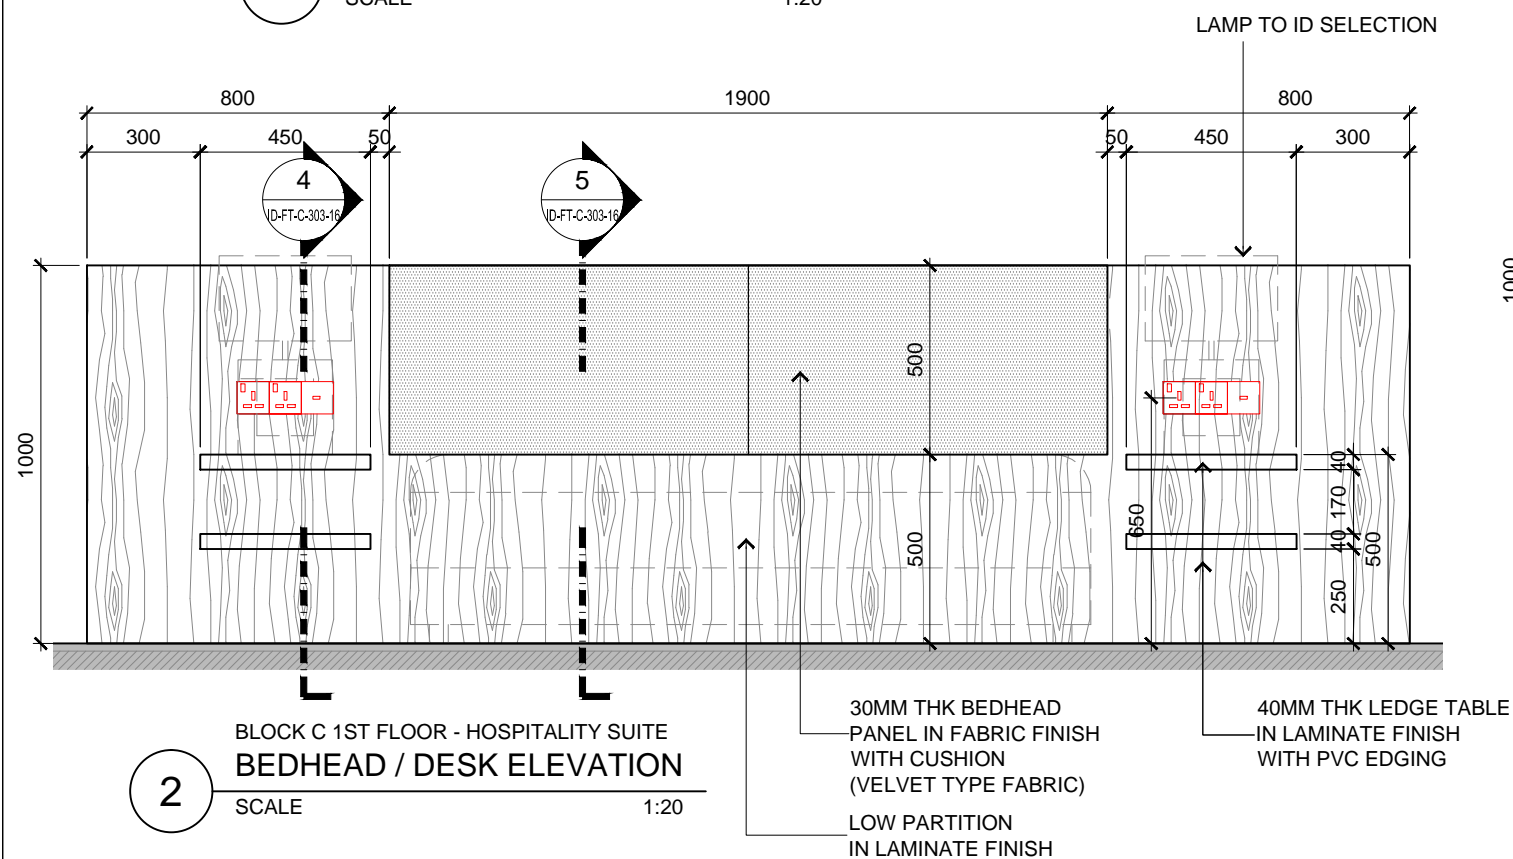 SCALE 1:20
LAMP TO ID SELECTION
800 1900 800
300 450 50 50 450 300
4
ID-FT-C-303-16
5
ID-FT-C-303-16
1000
1000
500
500
650
40
170
40
250
500
30MM THK BEDHEAD
PANEL IN FABRIC FINISH
WITH CUSHION
(VELVET TYPE FABRIC)
40MM THK LEDGE TABLE
IN LAMINATE FINISH
WITH PVC EDGING
LOW PARTITION
IN LAMINATE FINISH
BLOCK C 1ST FLOOR - HOSPITALITY SUITE
2
BEDHEAD / DESK ELEVATION
SCALE 1:20